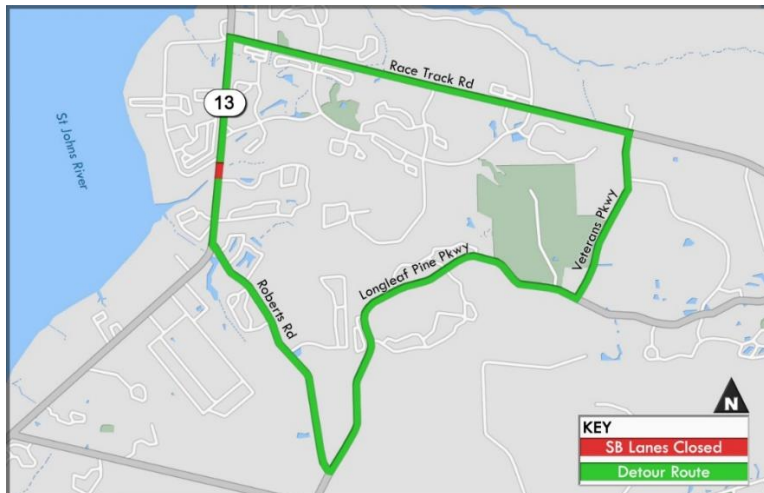 Race Track Rd
13
St Johns River
Veterans Pkwy
Longleaf Pine Pkwy
Roberts Rd
N
KEY
SB Lanes Closed
Detour Route